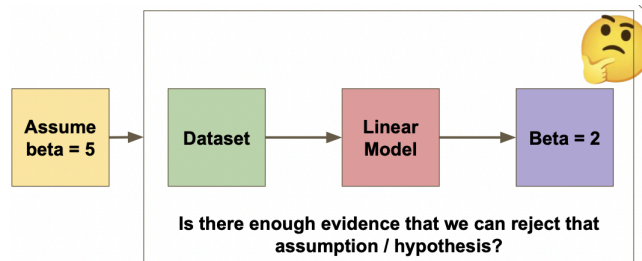 Assume
beta = 5
Dataset
Linear
Model
Beta = 2
Is there enough evidence that we can reject that
assumption / hypothesis?